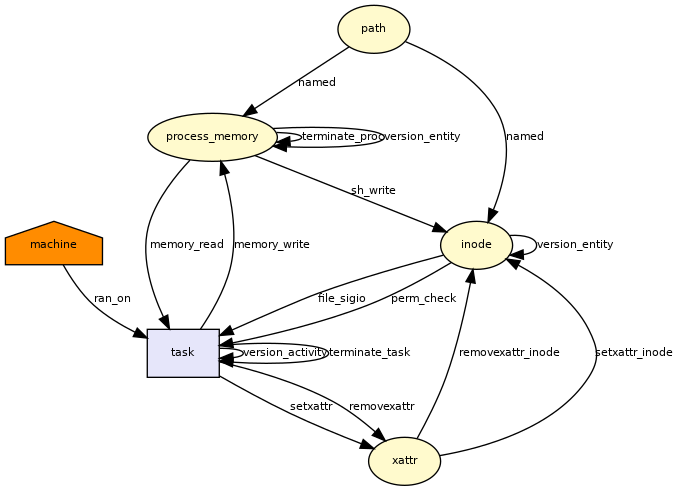 path
named
process_memory
terminate_proc
version_entity
named
sh_write
machine
memory_read
memory_write
inode
version_entity
ran_on
file_sigio
perm_check
task
version_activity
terminate_task
removexattr_inode
setxattr_inode
setxattr
removexattr
xattr